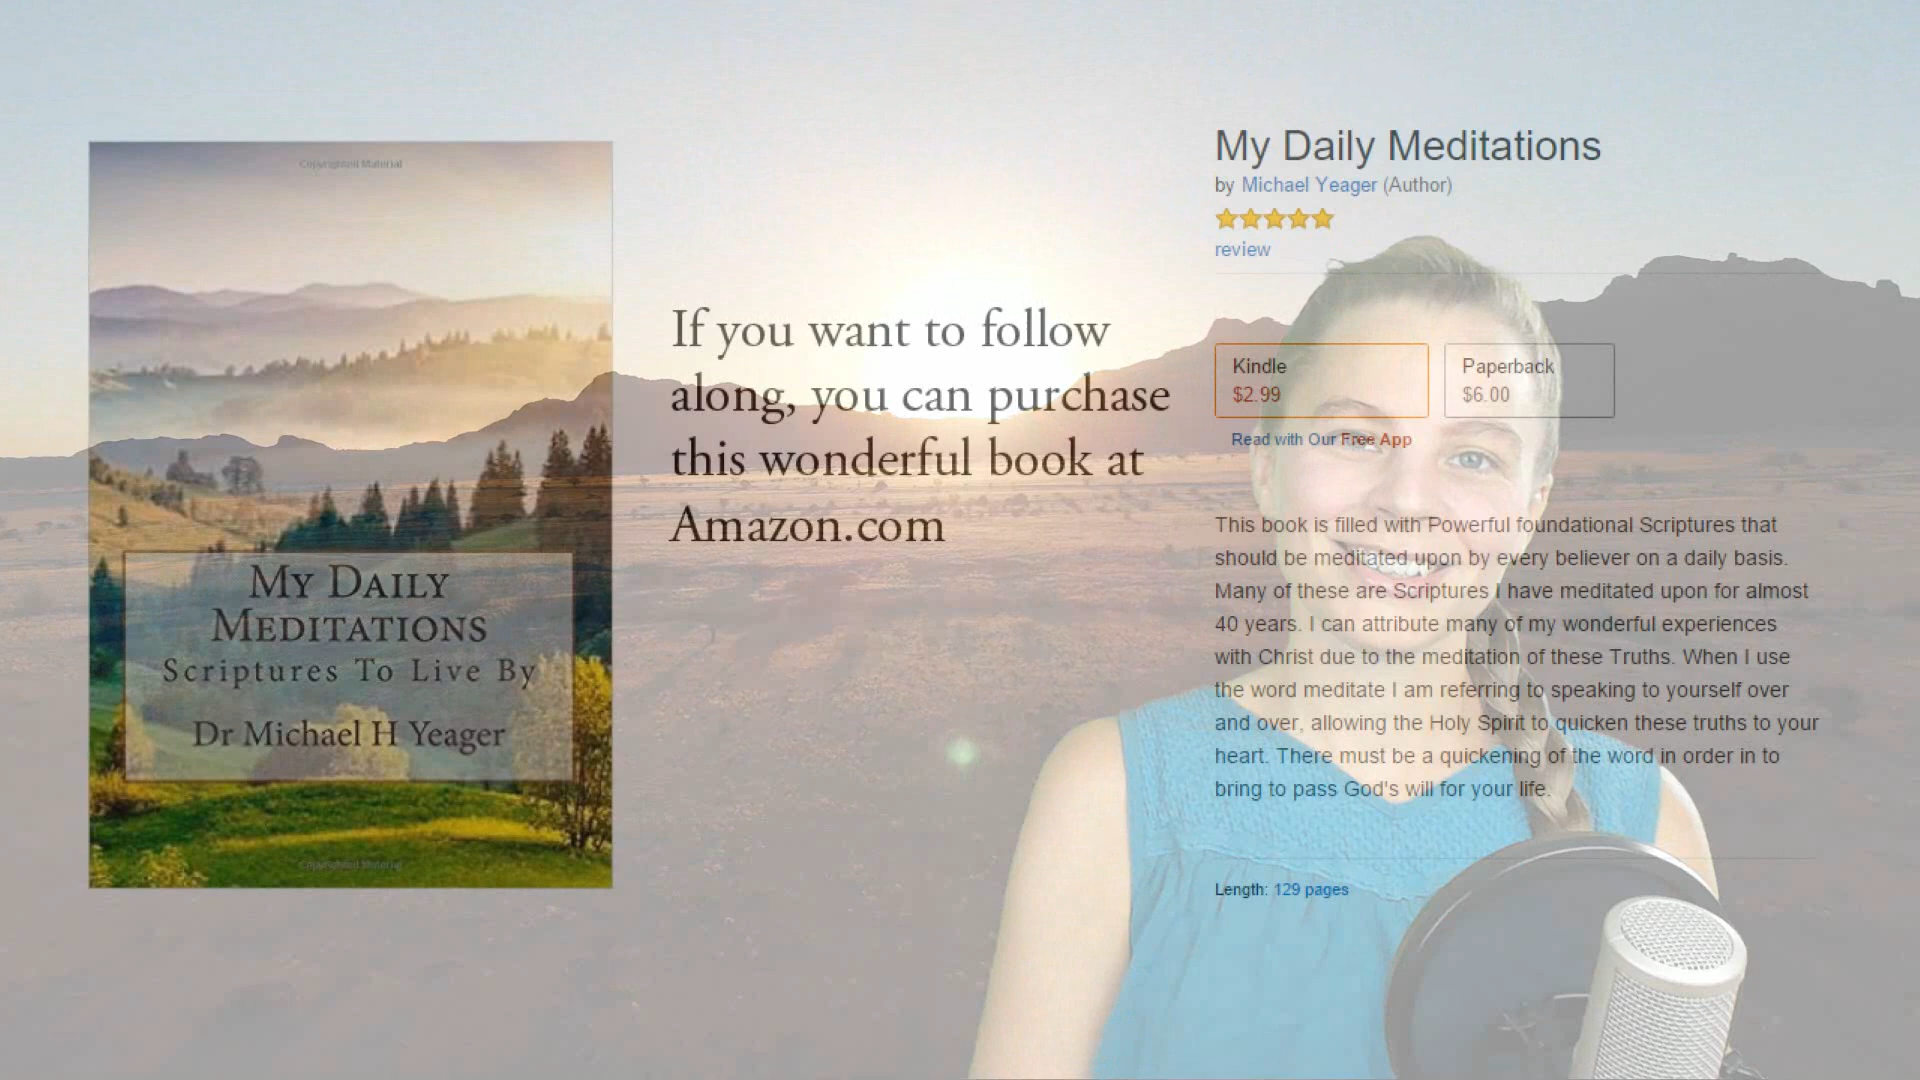 Copyrighted Material
MY DAILY
MEDITATIONS
Scriptures To Live By
Dr Michael H Yeager
Copyrighted Material
If you want to follow
along, you can purchase
this wonderful book at
Amazon.com
My Daily Meditations
by Michael Yeager (Author)
review
Kindle
$2.99
Paperback
$6.00
Read with Our Free App
This book is filled with Powerful foundational Scriptures that
should be meditated upon by every believer on a daily basis.
Many of these are Scriptures I have meditated upon for almost
40 years. I can attribute many of my wonderful experiences
with Christ due to the meditation of these Truths. When I use
the word meditate I am referring to speaking to yourself over
and over, allowing the Holy Spirit to quicken these truths to your
heart. There must be a quickening of the word in order in to
bring to pass God's will for your life.
Length: 129 pages